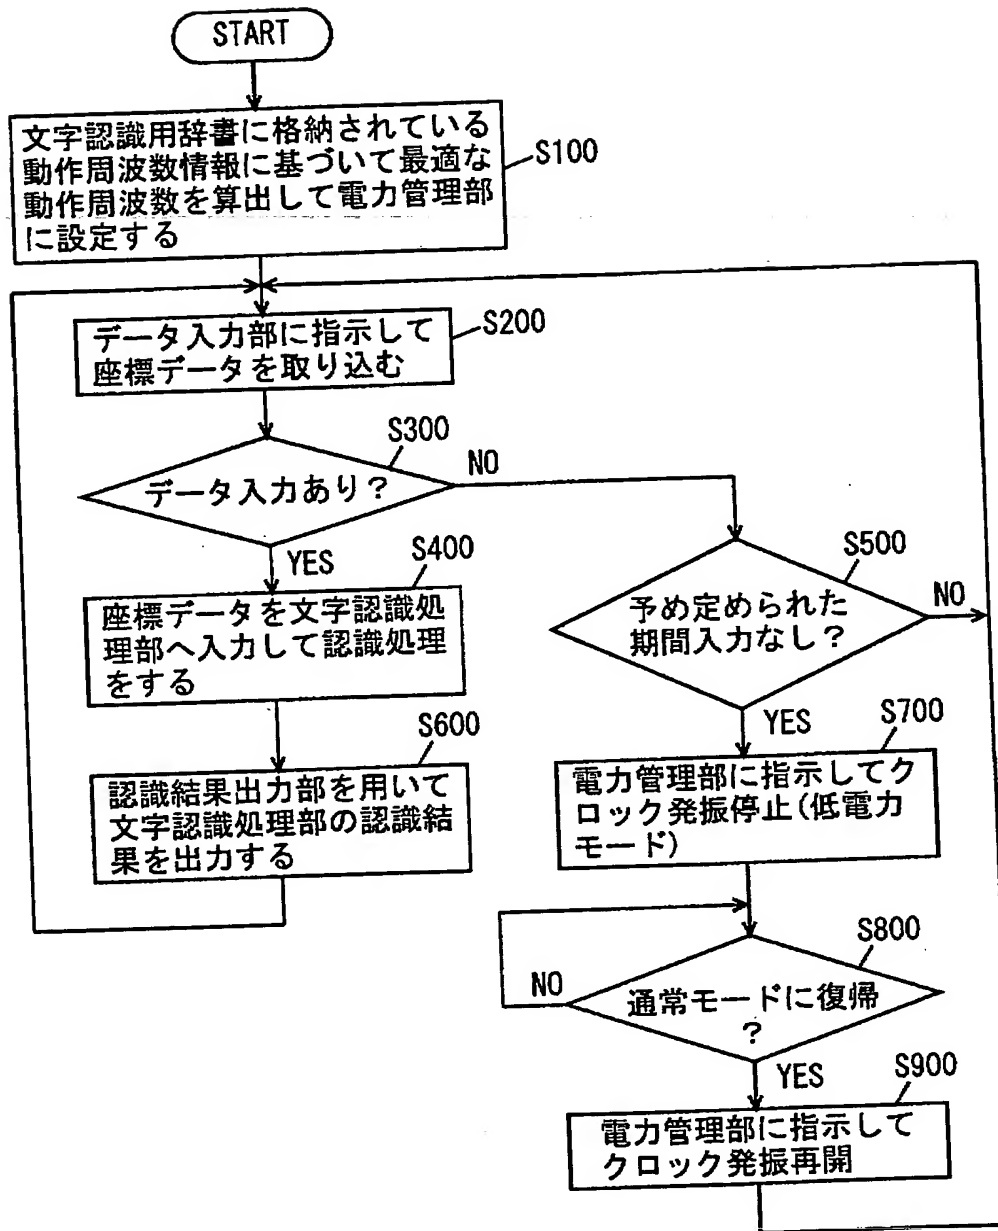 START
文字認識用辞書に格納されている
動作周波数情報に基づいて最適な
動作周波数を算出して電力管理部
に設定する
S100
データ入力部に指示して
座標データを取り込む
S200
データ入力あり?
S300
NO
YES
座標データを文字認識処
理部へ入力して認識処理
をする
S400
認識結果出力部を用いて
文字認識処理部の認識結
果を出力する
S600
予め定められた
期間入力なし?
S500
NO
YES
電力管理部に指示してク
ロック発振停止(低電力
モード)
S700
通常モードに復帰
?
S800
NO
YES
電力管理部に指示して
クロック発振再開
S900